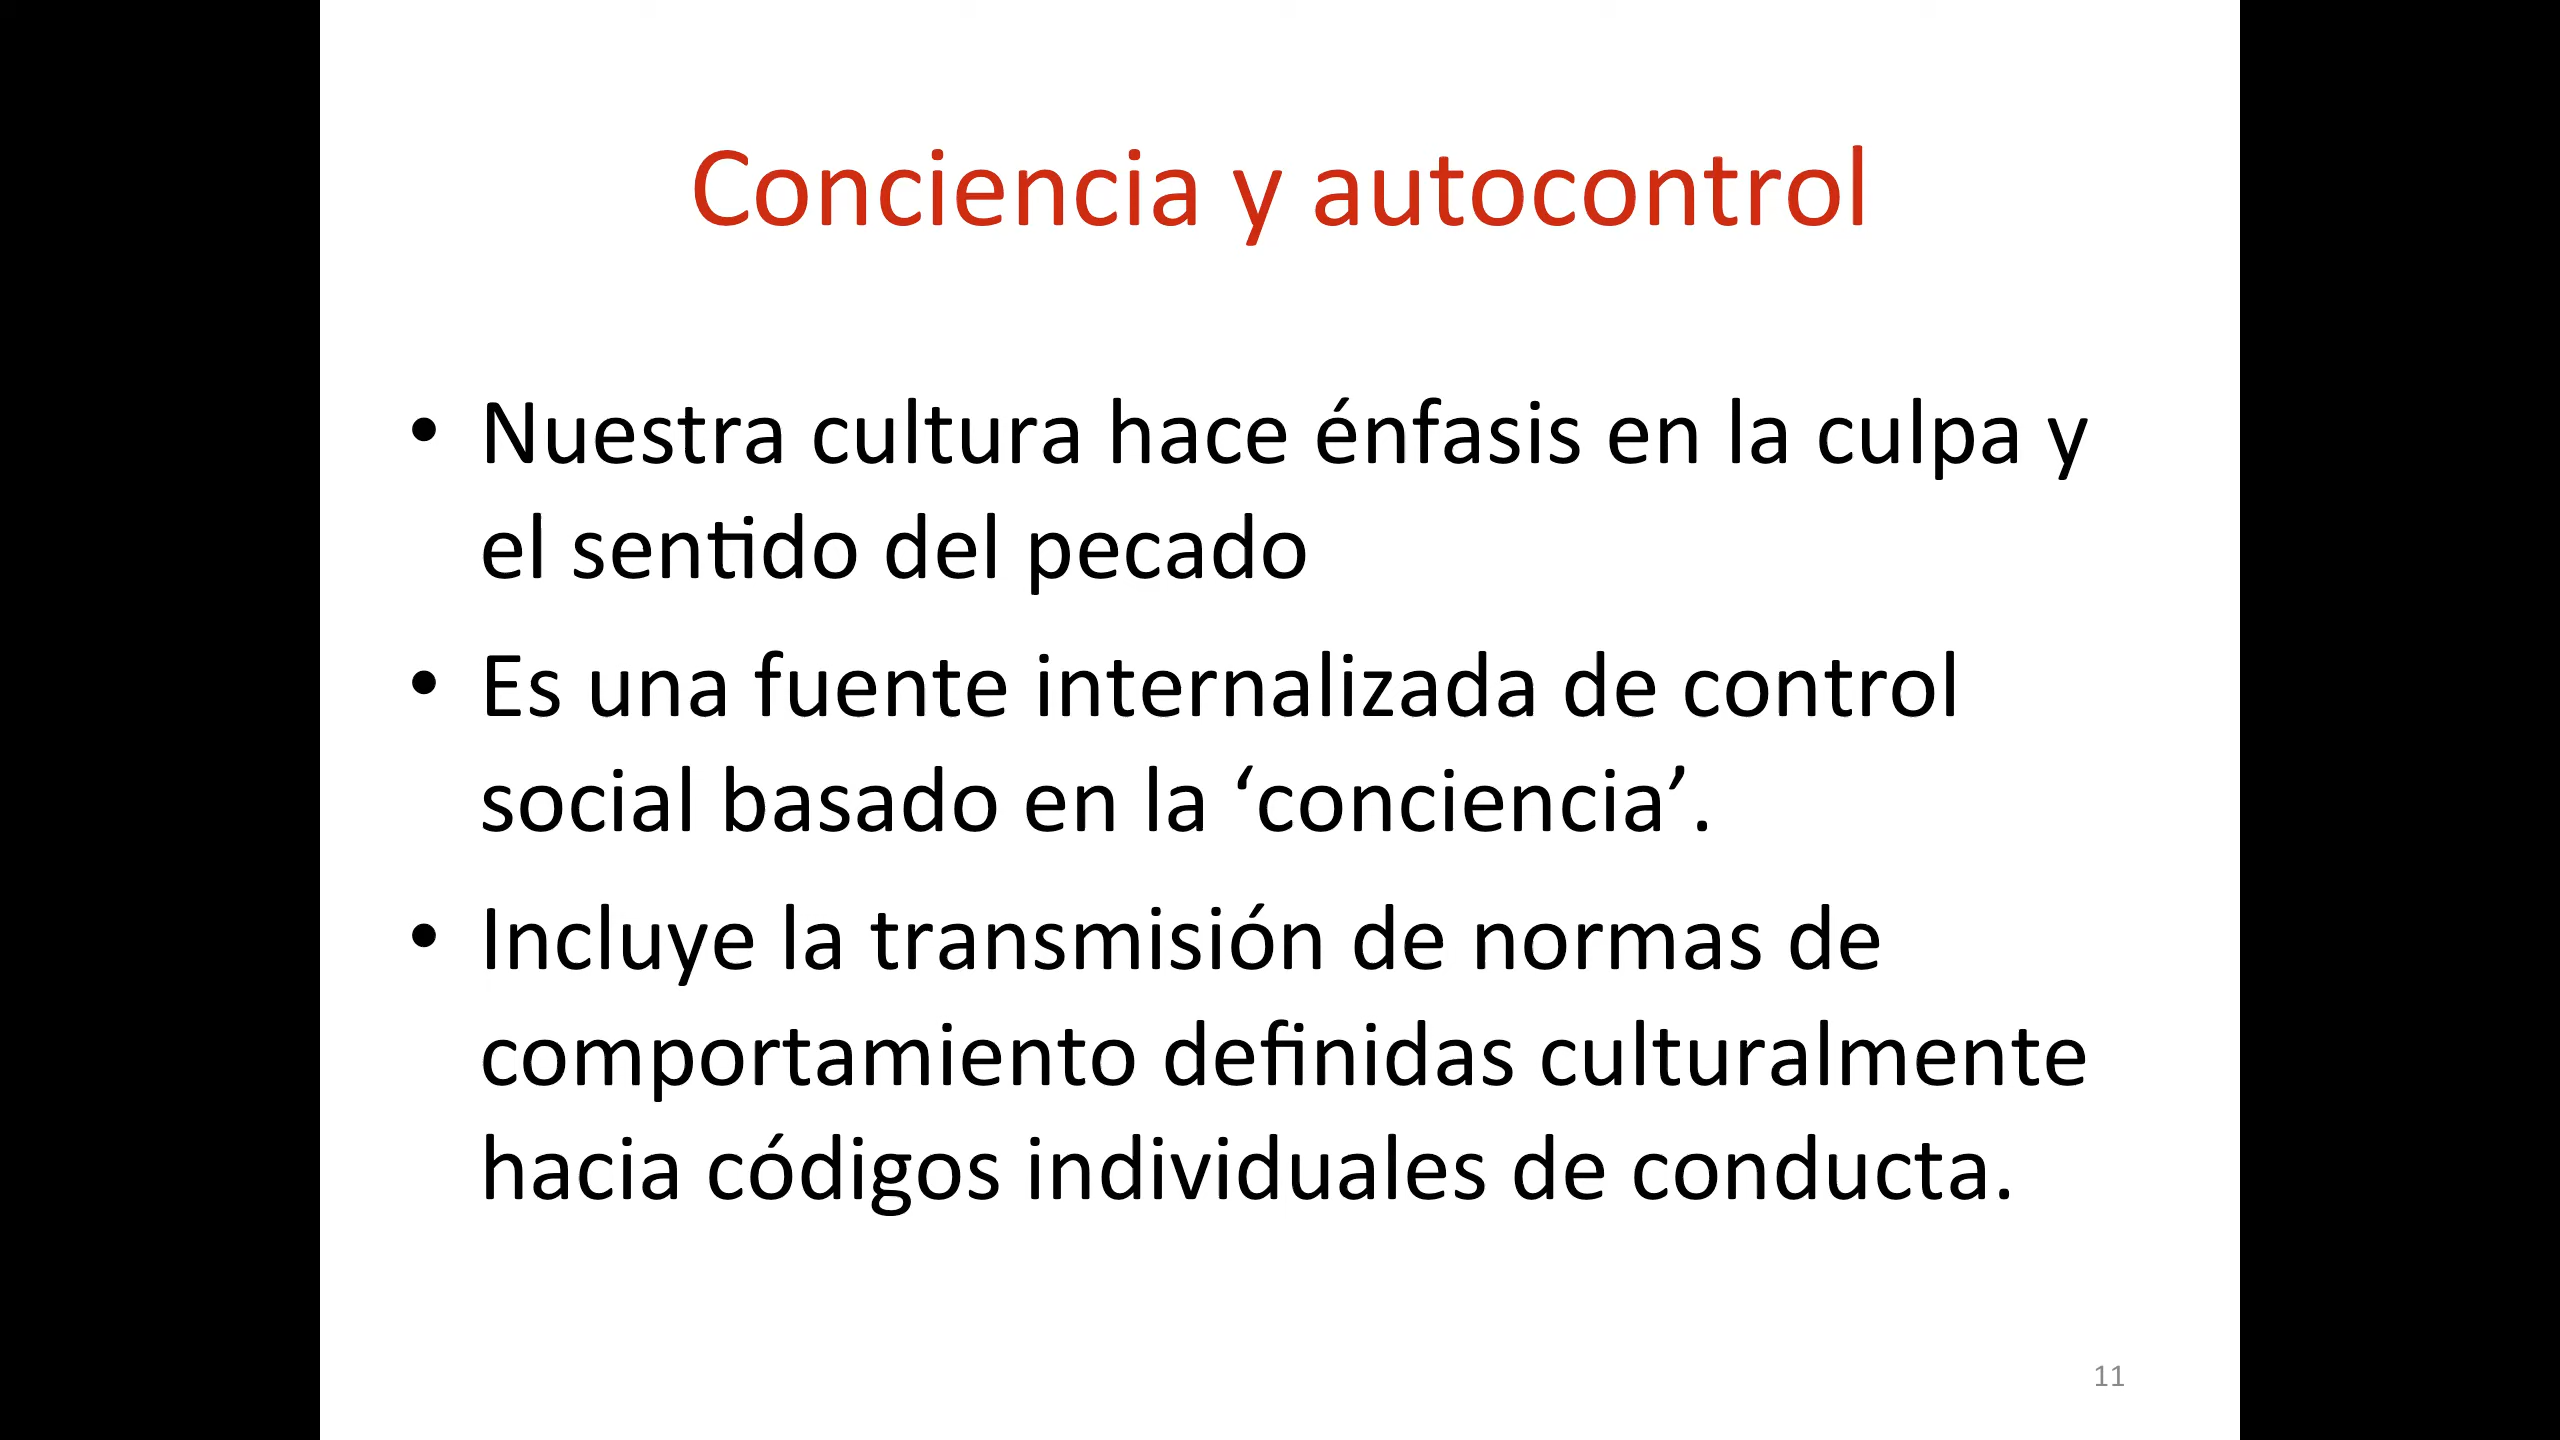 Conciencia y autocontrol
• Nuestra cultura hace énfasis en la culpa y
el sentido del pecado
• Es una fuente internalizada de control
social basado en la ‘conciencia’.
• Incluye la transmisión de normas de
comportamiento definidas culturalmente
hacia códigos individuales de conducta.
11